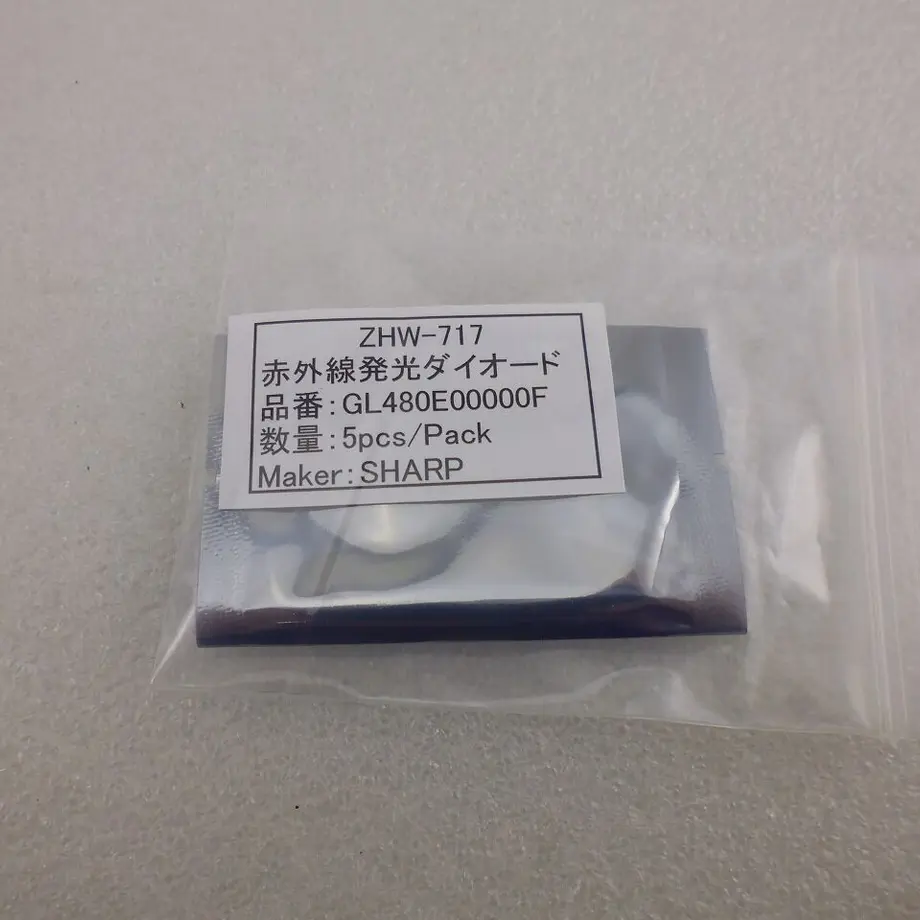 ZHW-717
赤外線発光ダイオード
品番:GL480E00000F
数量:5pcs/Pack
Maker:SHARP